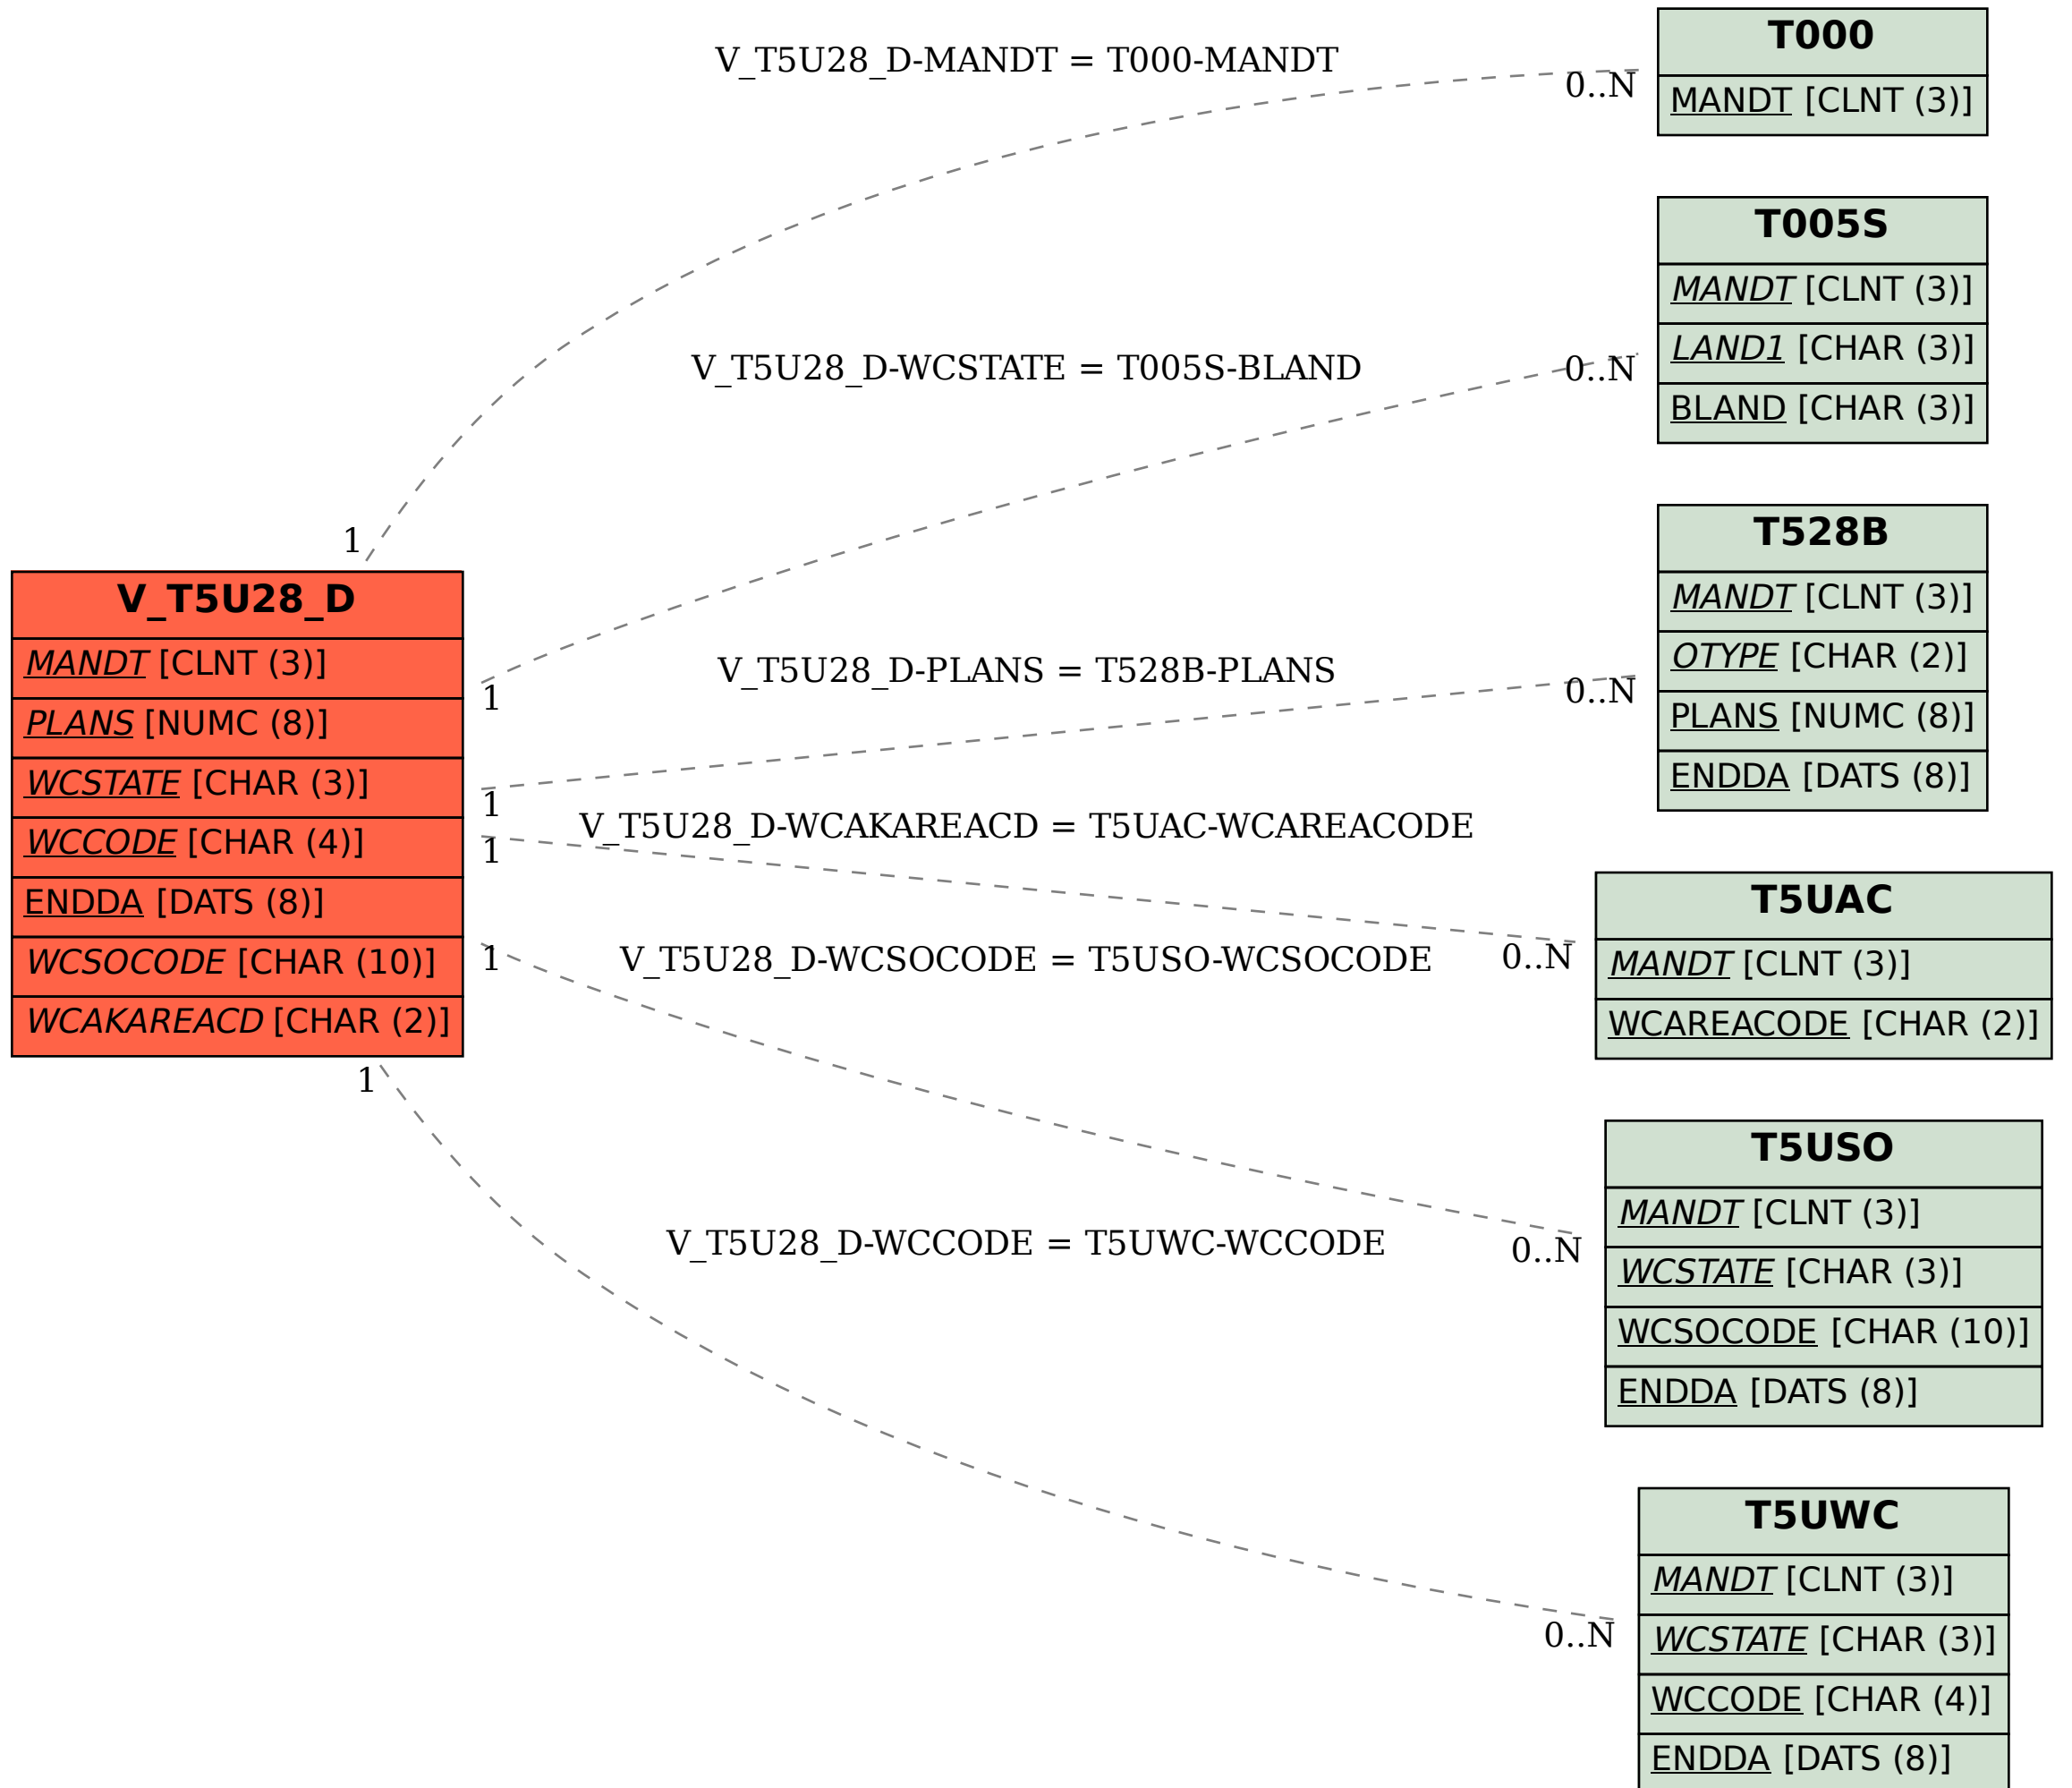 V_T5U28_D
MANDT [CLNT (3)]
PLANS [NUMC (8)]
WCSTATE [CHAR (3)]
WCCODE [CHAR (4)]
ENDDA [DATS (8)]
WCSOCODE [CHAR (10)]
WCAKAREACD [CHAR (2)]
V_T5U28_D-MANDT = T000-MANDT
1
0..N
T000
MANDT [CLNT (3)]
V_T5U28_D-WCSTATE = T005S-BLAND
1
0..N
T005S
MANDT [CLNT (3)]
LAND1 [CHAR (3)]
BLAND [CHAR (3)]
V_T5U28_D-PLANS = T528B-PLANS
1
0..N
T528B
MANDT [CLNT (3)]
OTYPE [CHAR (2)]
PLANS [NUMC (8)]
ENDDA [DATS (8)]
V_T5U28_D-WCAKAREACD = T5UAC-WCAREACODE
1
0..N
T5UAC
MANDT [CLNT (3)]
WCAREACODE [CHAR (2)]
V_T5U28_D-WCSOCODE = T5USO-WCSOCODE
1
0..N
T5USO
MANDT [CLNT (3)]
WCSTATE [CHAR (3)]
WCSOCODE [CHAR (10)]
ENDDA [DATS (8)]
V_T5U28_D-WCCODE = T5UWC-WCCODE
1
0..N
T5UWC
MANDT [CLNT (3)]
WCSTATE [CHAR (3)]
WCCODE [CHAR (4)]
ENDDA [DATS (8)]